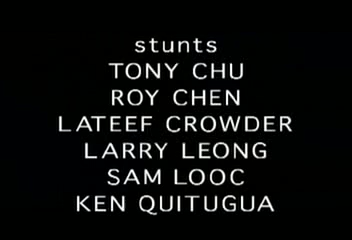 stunts
TONY CHU
ROY CHEN
LATEEF CROWDER
LARRY LEONG
SAM LOOC
KEN QUITUGUA